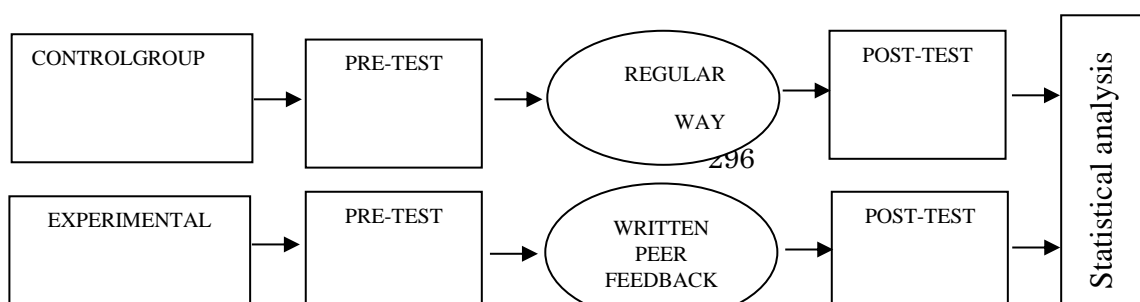 CONTROLGROUP
PRE-TEST
REGULAR
WAY
POST-TEST
296
EXPERIMENTAL
PRE-TEST
WRITTEN
PEER
FEEDBACK
POST-TEST
Statistical analysis